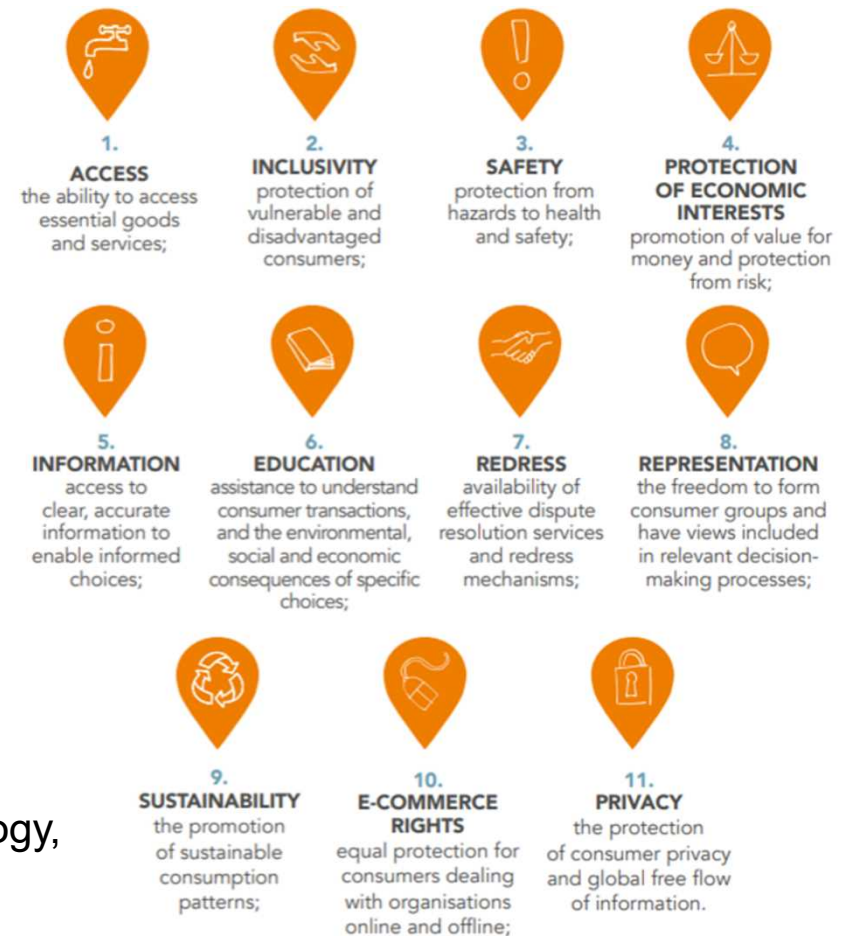 1.
ACCESS
the ability to access
essential goods
and services;
2.
INCLUSIVITY
protection of
vulnerable and
disadvantaged
consumers;
3.
SAFETY
protection from
hazards to health
and safety;
4.
PROTECTION
OF ECONOMIC
INTERESTS
promotion of value for
money and protection
from risk;
5.
INFORMATION
access to
clear, accurate
information to
enable informed
choices;
6.
EDUCATION
assistance to understand
consumer transactions,
and the environmental,
social and economic
consequences of specific
choices;
7.
REDRESS
availability of
effective dispute
resolution services
and redress
mechanisms;
8.
REPRESENTATION
the freedom to form
consumer groups and
have views included
in relevant decision-
making processes;
9.
SUSTAINABILITY
the promotion
of sustainable
consumption
patterns;
10.
E-COMMERCE
RIGHTS
equal protection for
consumers dealing
with organisations
online and offline;
11.
PRIVACY
the protection
of consumer privacy
and global free flow
of information.
ogy,